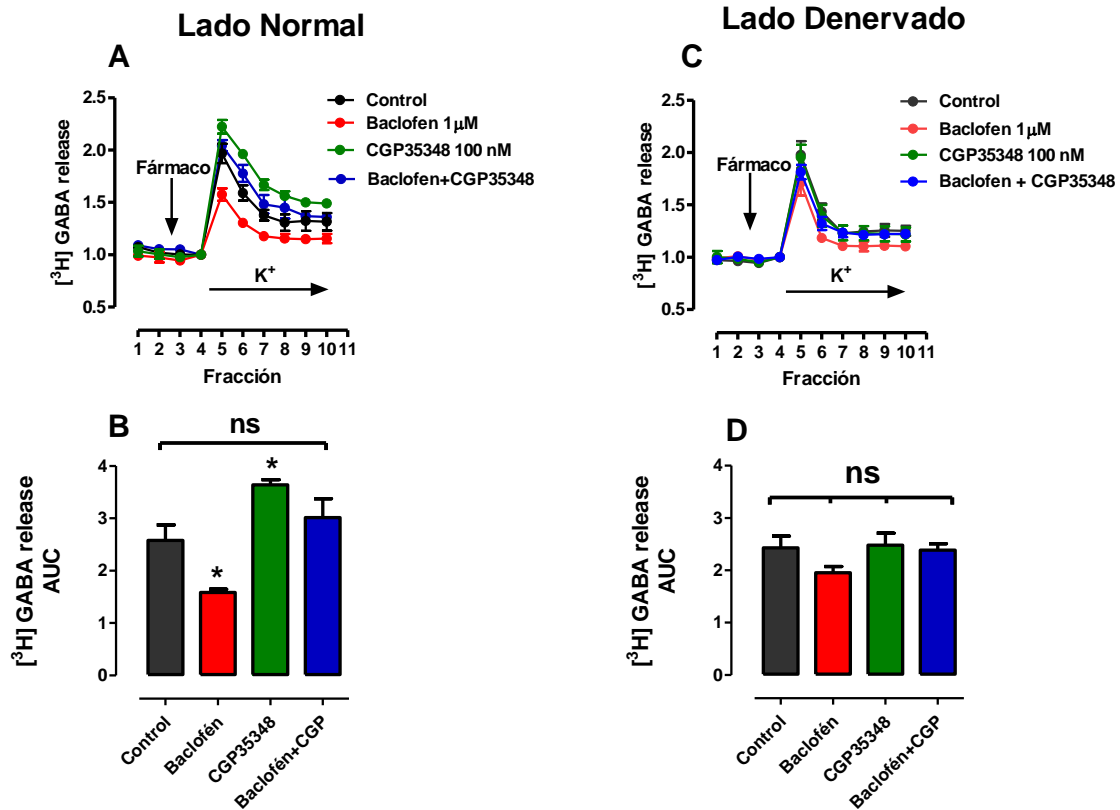 Lado Normal
A
[³H] GABA release
2.5
2.0
1.5
1.0
0.5
Fármaco
K⁺
Control
Baclofen 1μM
CGP35348 100 nM
Baclofen+CGP35348
1 2 3 4 5 6 7 8 9 10 11
Fracción
Lado Denervado
C
[³H] GABA release
2.5
2.0
1.5
1.0
0.5
Fármaco
K⁺
Control
Baclofen 1μM
CGP35348 100 nM
Baclofen + CGP35348
1 2 3 4 5 6 7 8 9 10 11
Fracción
B
ns
[³H] GABA release
AUC
4
3
2
1
0
*
*
Control
Baclofén
CGP35348
Baclofén+CGP
D
ns
[³H] GABA release
AUC
4
3
2
1
0
Control
Baclofén
CGP35348
Baclofén+CGP